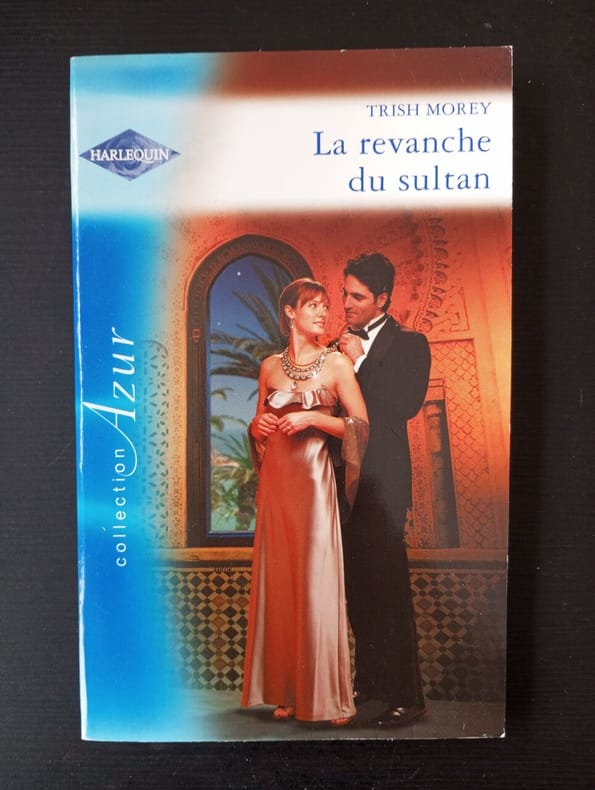 TRISH MOREY
La revanche
du sultan
HARLEQUIN
collection Azur